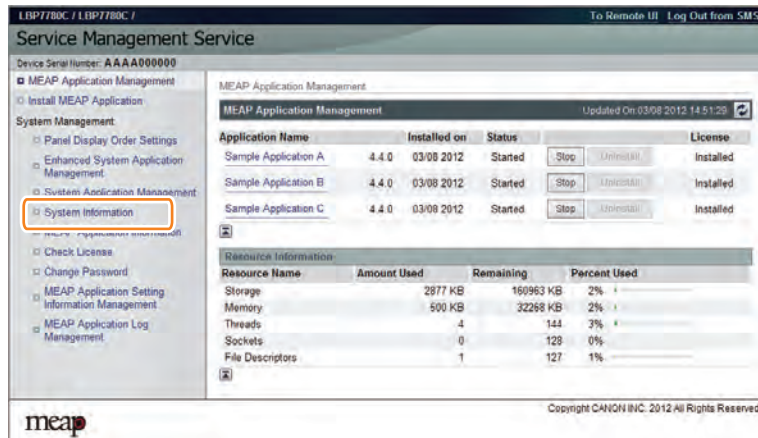 LBP7780C / LBP7780C /
To Remote UI Log Out from SMS
Service Management Service
Device Serial Number: AAAA000000
MEAP Application Management
Install MEAP Application
System Management
Panel Display Order Settings
Enhanced System Application
Management
System Application Management
System Information
MEAP Application Information
Check License
Change Password
MEAP Application Setting
Information Management
MEAP Application Log
Management
MEAP Application Management
MEAP Application Management Updated On:03/08 2012 14:51:29
Application Name Installed on Status License
Sample Application A 4.4.0 03/08 2012 Started Stop Uninstall Installed
Sample Application B 4.4.0 03/08 2012 Started Stop Uninstall Installed
Sample Application C 4.4.0 03/08 2012 Started Stop Uninstall Installed
Resource Information
Resource Name Amount Used Remaining Percent Used
Storage 2877 KB 160963 KB 2%
Memory 500 KB 32268 KB 2%
Threads 4 144 3%
Sockets 0 128 0%
File Descriptors 1 127 1%
Copyright CANON INC. 2012 All Rights Reserved
meap